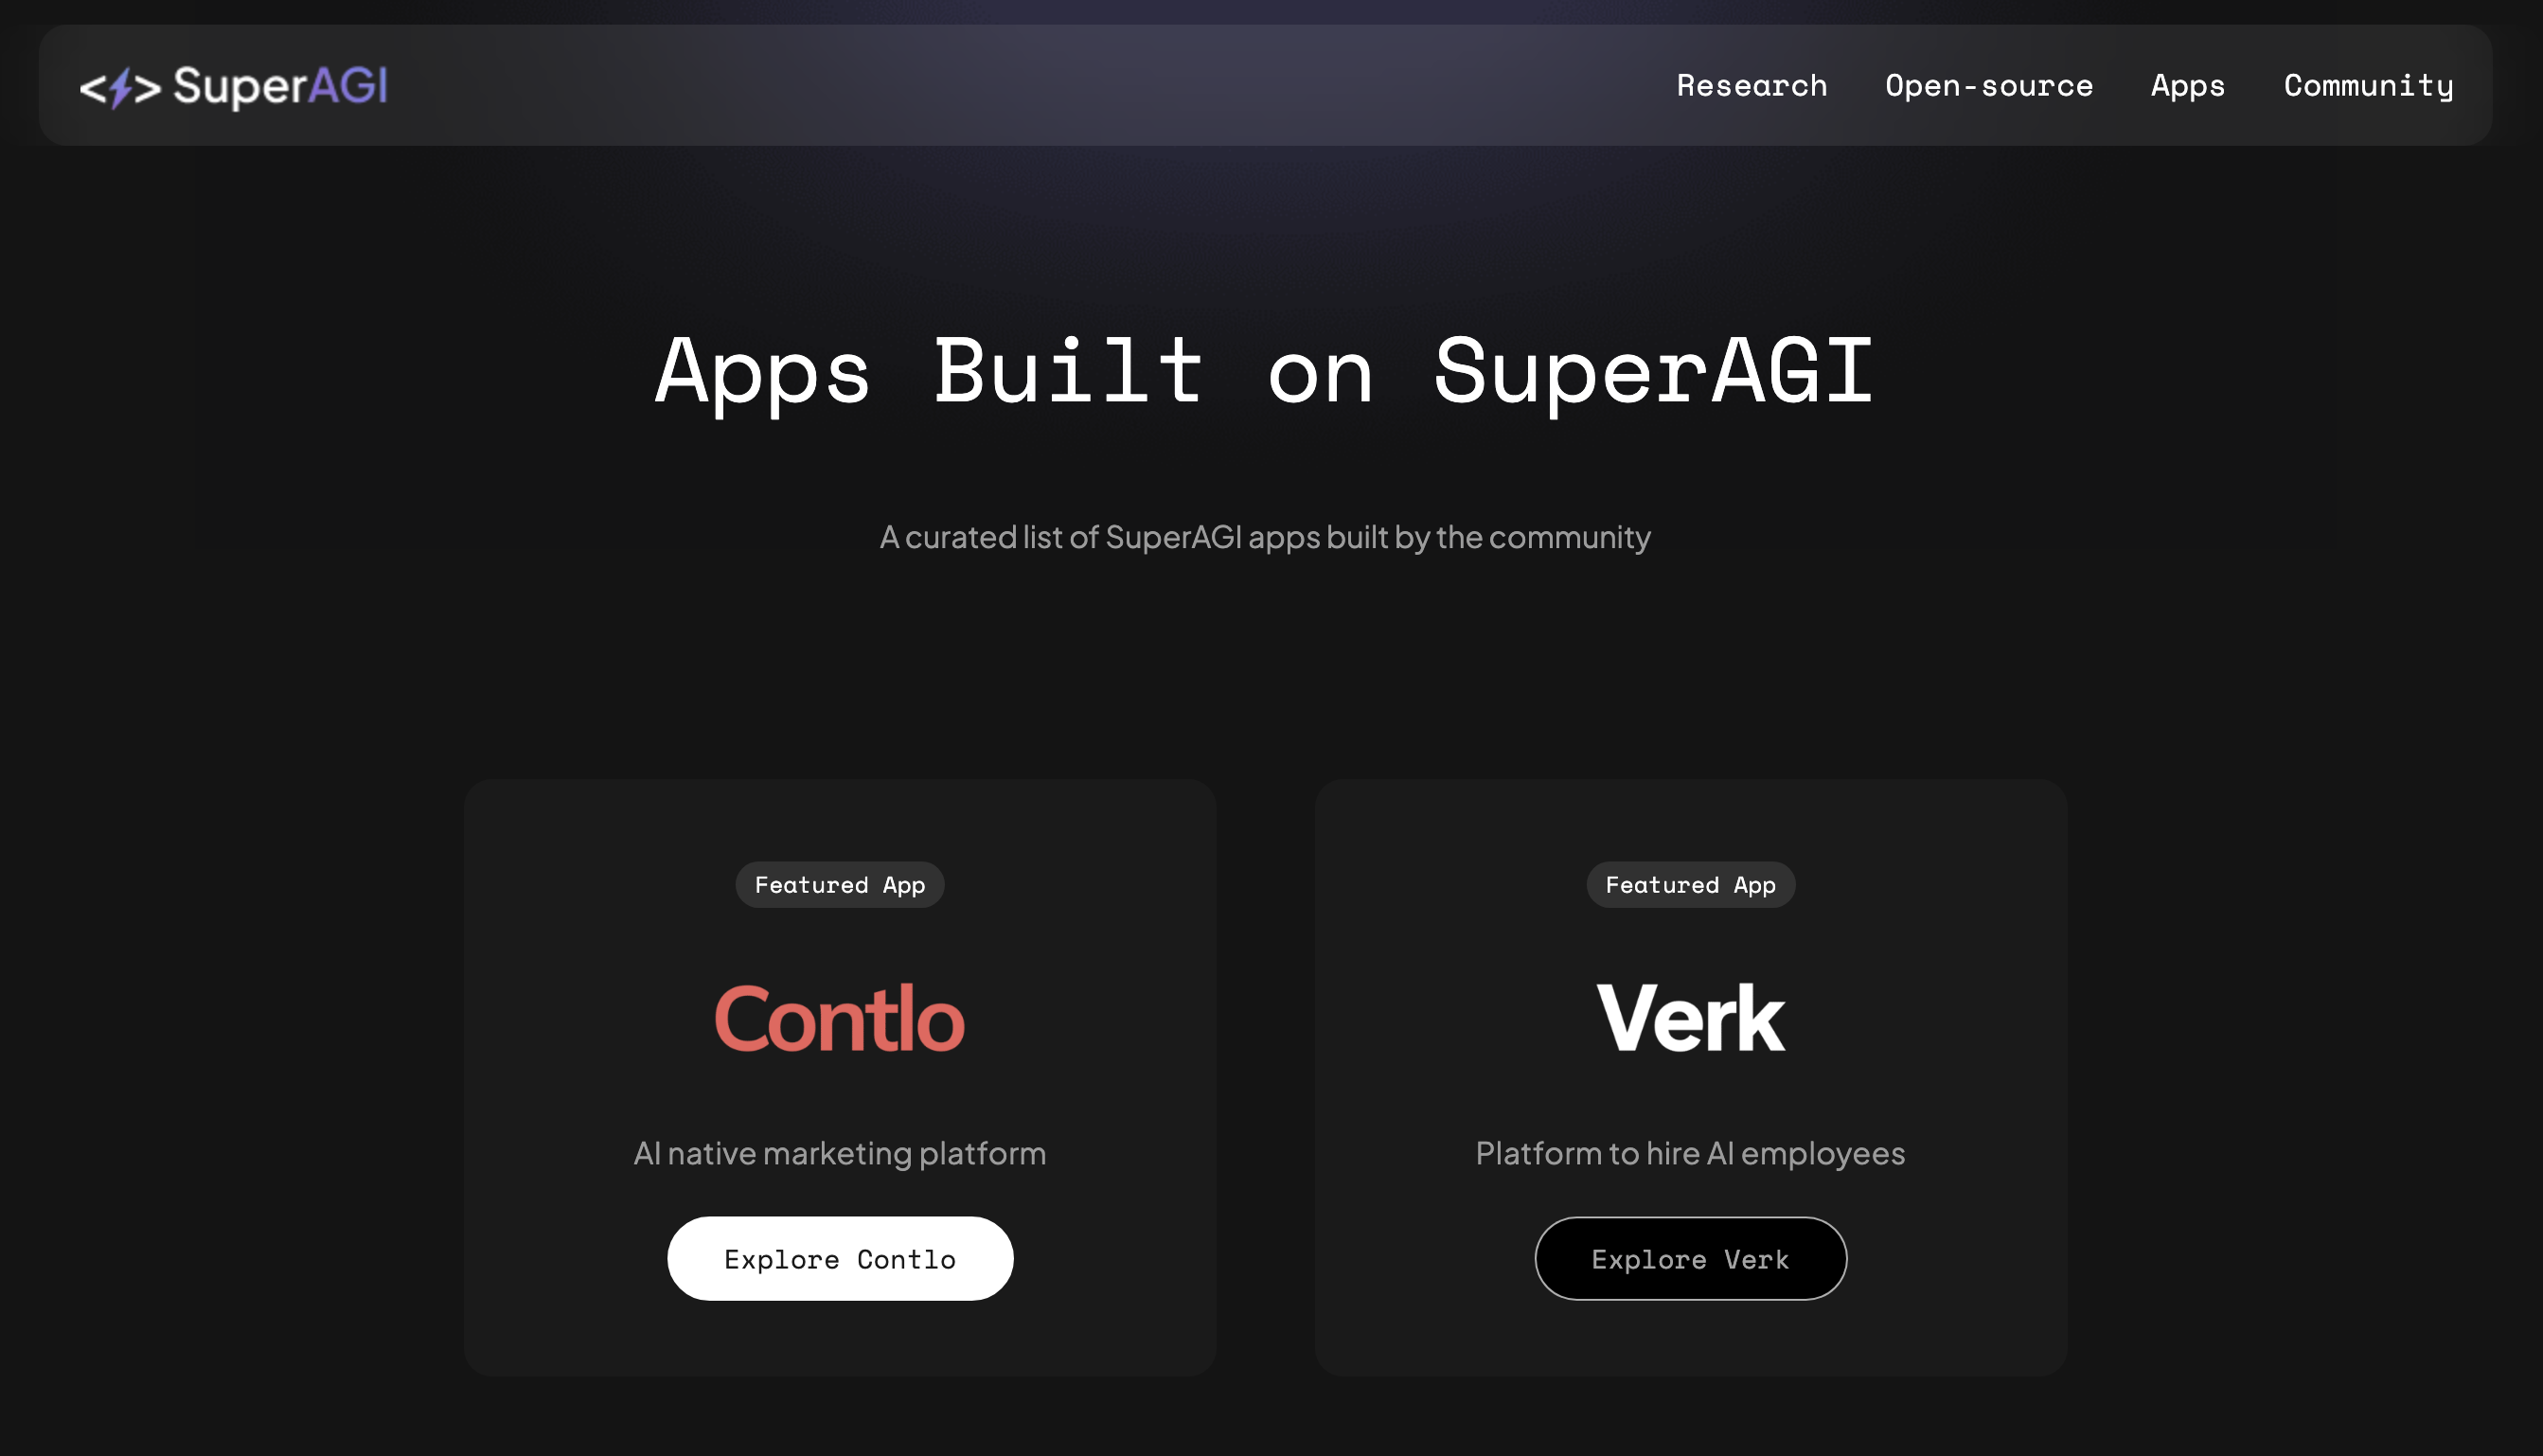 <⚡> SuperAGI
Research Open-source Apps Community
Apps Built on SuperAGI
A curated list of SuperAGI apps built by the community
Featured App
Contlo
AI native marketing platform
Explore Contlo
Featured App
Verk
Platform to hire AI employees
Explore Verk